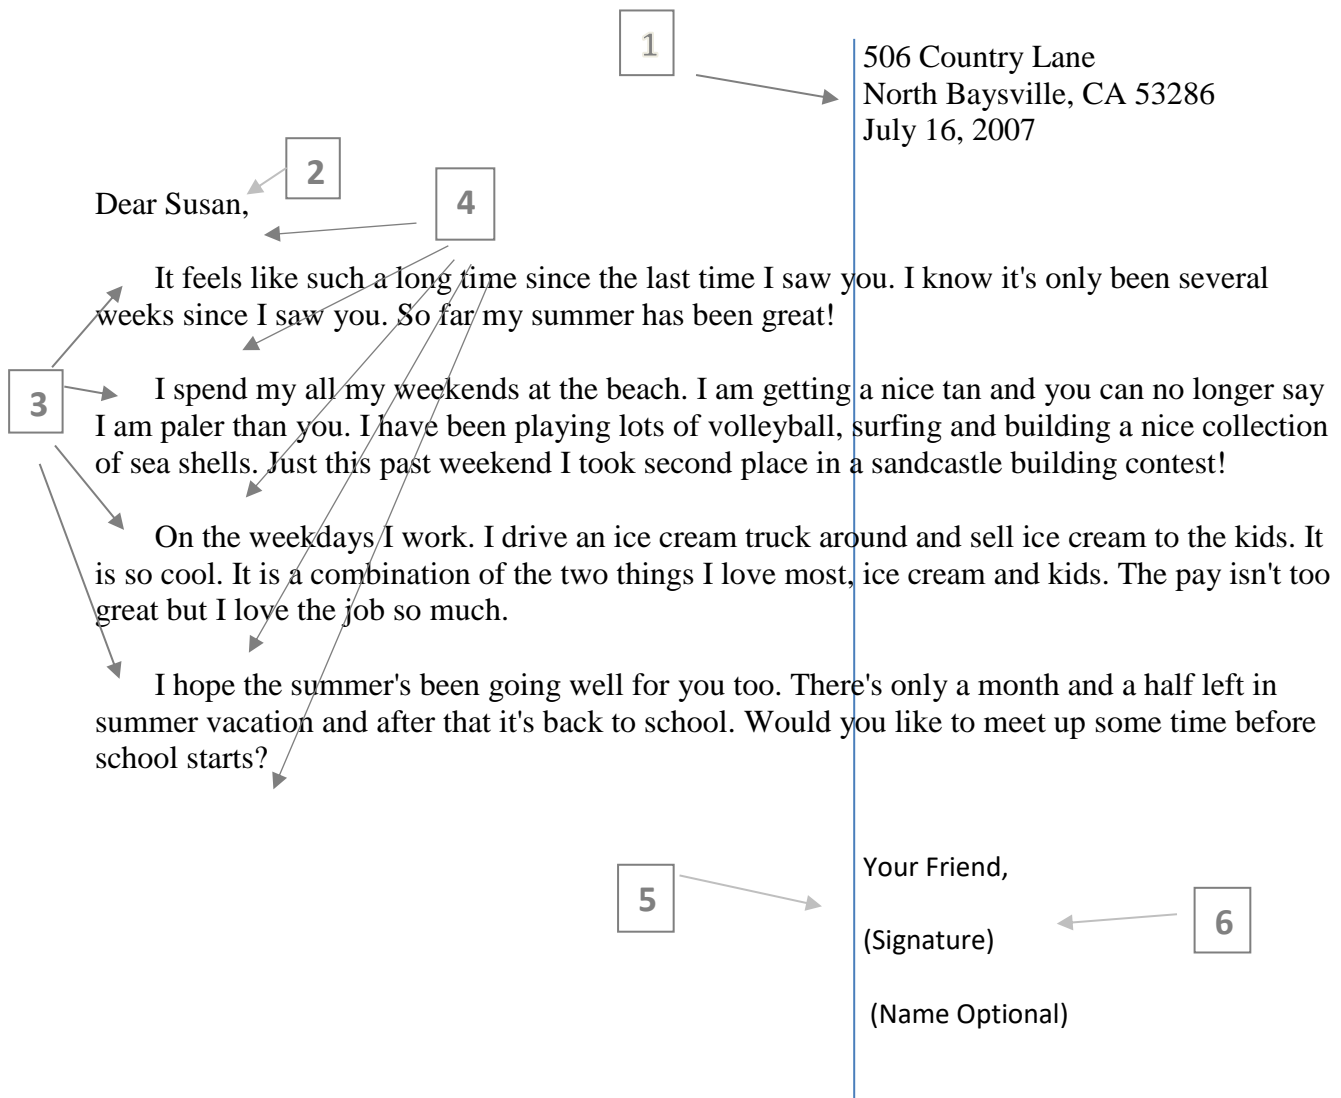 1
506 Country Lane
North Baysville, CA 53286
July 16, 2007
2
4
Dear Susan,
It feels like such a long time since the last time I saw you. I know it's only been several
weeks since I saw you. So far my summer has been great!
3
I spend my all my weekends at the beach. I am getting a nice tan and you can no longer say
I am paler than you. I have been playing lots of volleyball, surfing and building a nice collection
of sea shells. Just this past weekend I took second place in a sandcastle building contest!
On the weekdays I work. I drive an ice cream truck around and sell ice cream to the kids. It
is so cool. It is a combination of the two things I love most, ice cream and kids. The pay isn't too
great but I love the job so much.
I hope the summer's been going well for you too. There's only a month and a half left in
summer vacation and after that it's back to school. Would you like to meet up some time before
school starts?
Your Friend,
5
6
(Signature)
(Name Optional)